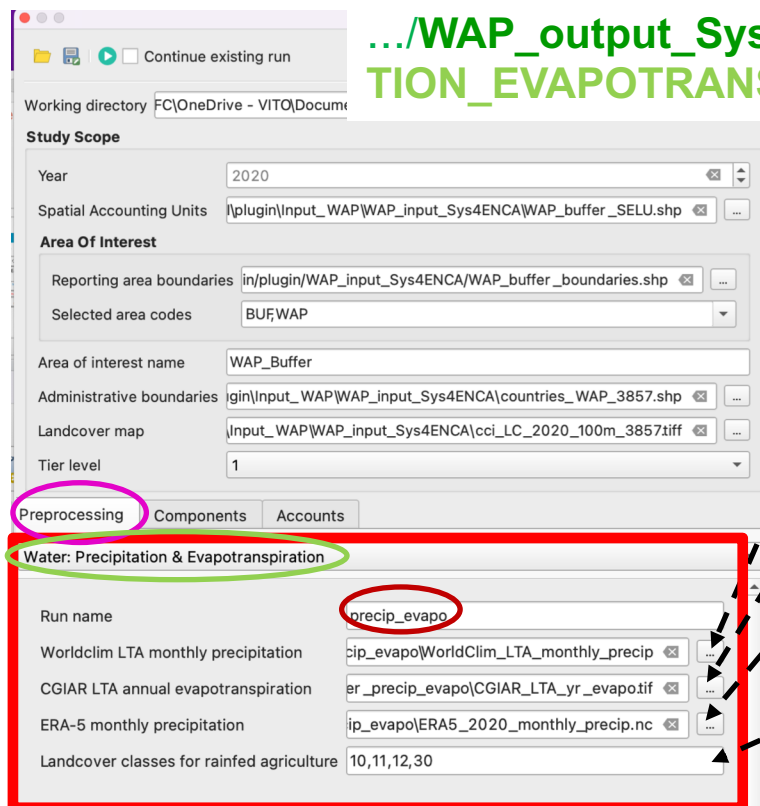 …/WAP_output_Sys
TION_EVAPOTRANS
Continue existing run
Working directory FC\OneDrive - VITO\Docume
Study Scope
Year 2020
Spatial Accounting Units l\plugin\Input_WAP\WAP_input_Sys4ENCA\WAP_buffer_SELU.shp ...
Area Of Interest
Reporting area boundaries in/plugin/WAP_input_Sys4ENCA/WAP_buffer_boundaries.shp ...
Selected area codes BUF,WAP
Area of interest name WAP_Buffer
Administrative boundaries ugin\Input_WAP\WAP_input_Sys4ENCA\countries_WAP_3857.shp ...
Landcover map \Input_WAP\WAP_input_Sys4ENCA\cci_LC_2020_100m_3857.tiff ...
Tier level 1
Preprocessing Components Accounts
Water: Precipitation & Evapotranspiration
Run name precip_evapo
Worldclim LTA monthly precipitation cip_evapo\WorldClim_LTA_monthly_precip ...
CGIAR LTA annual evapotranspiration er_precip_evapo\CGIAR_LTA_yr_evapo.tif ...
ERA-5 monthly precipitation ip_evapo\ERA5_2020_monthly_precip.nc ...
Landcover classes for rainfed agriculture 10,11,12,30